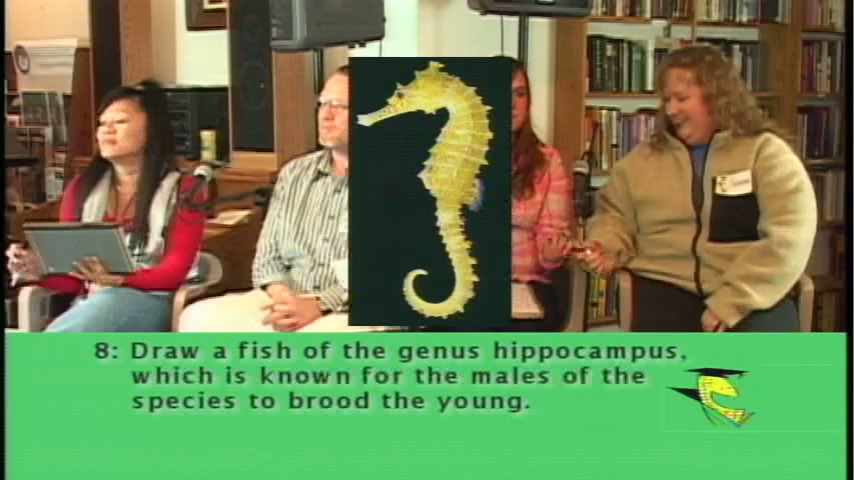 8: Draw a fish of the genus hippocampus,
which is known for the males of the
species to brood the young.